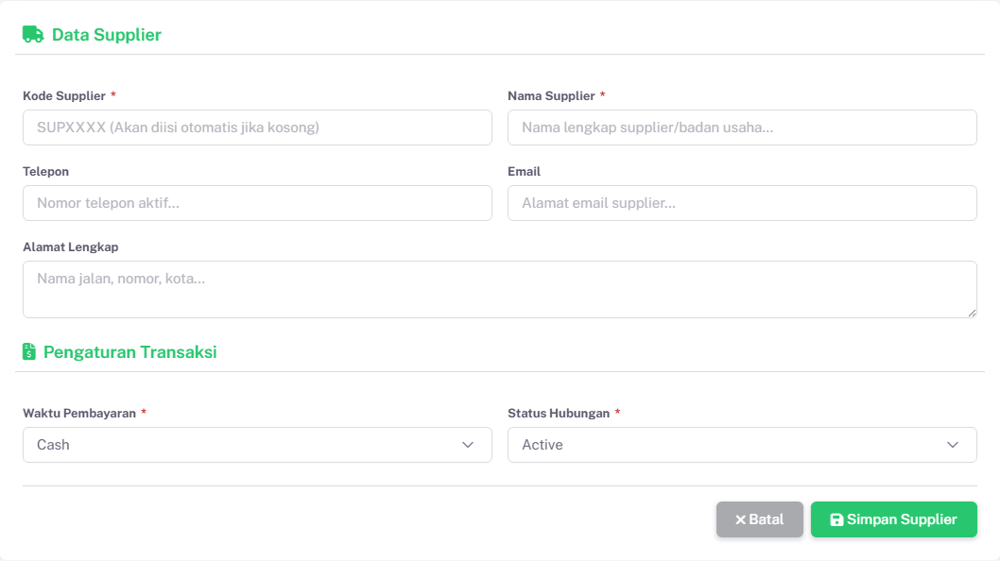 Data Supplier
Kode Supplier *
Nama Supplier *
SUPXXXX (Akan diisi otomatis jika kosong)
Nama lengkap supplier/badan usaha...
Telepon
Email
Nomor telepon aktif...
Alamat email supplier...
Alamat Lengkap
Nama jalan, nomor, kota...
Pengaturan Transaksi
Waktu Pembayaran *
Status Hubungan *
Cash
Active
Batal
Simpan Supplier